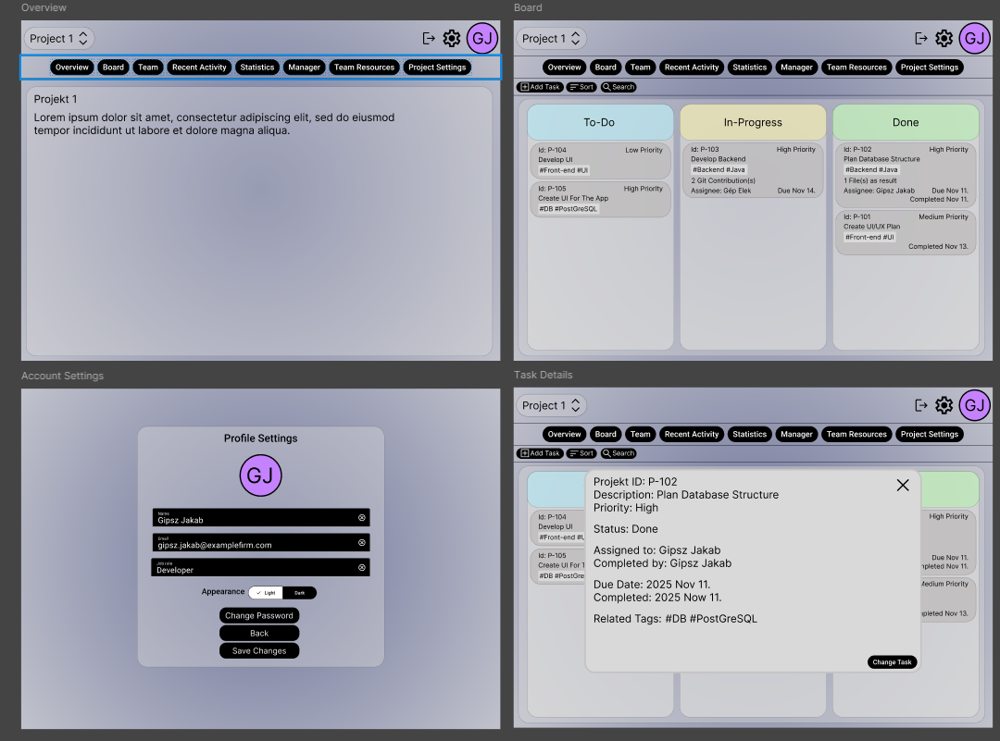 Overview
Project 1
GJ
Overview Board Team Recent Activity Statistics Manager Team Resources Project Settings
Projekt 1
Lorem ipsum dolor sit amet, consectetur adipiscing elit, sed do eiusmod
tempor incididunt ut labore et dolore magna aliqua.
Board
Project 1
GJ
Overview Board Team Recent Activity Statistics Manager Team Resources Project Settings
Add Task Sort Search
To-Do
Id: P-104 Low Priority
Develop UI
#Front-end #UI
Id: P-105 High Priority
Create UI For The App
#DB #PostGreSQL
In-Progress
Id: P-103 High Priority
Develop Backend
#Backend #Java
2 Git Contribution(s)
Assignee: Gép Elek Due Nov 14.
Done
Id: P-102 High Priority
Plan Database Structure
#Backend #Java
1 File(s) as result
Assignee: Gipsz Jakab Due Nov 11.
Completed Nov 11.
Id: P-101 Medium Priority
Create UI/UX Plan
#Front-end #UI
Completed Nov 13.
Account Settings
Profile Settings
GJ
Name
Gipsz Jakab
Email
gipsz.jakab@examplefirm.com
Job role
Developer
Appearance Light Dark
Change Password
Back
Save Changes
Task Details
Project 1
GJ
Overview Board Team Recent Activity Statistics Manager Team Resources Project Settings
Add Task Sort Search
Id: P-104
Develop UI
#Front-end #U
Id: P-105
Create UI For T
#DB #PostGre
Projekt ID: P-102
Description: Plan Database Structure
Priority: High
Status: Done
Assigned to: Gipsz Jakab
Completed by: Gipsz Jakab
Due Date: 2025 Nov 11.
Completed: 2025 Now 11.
Related Tags: #DB #PostGreSQL
Change Task
High Priority
Due Nov 11.
mpleted Nov 11.
Medium Priority
mpleted Nov 13.